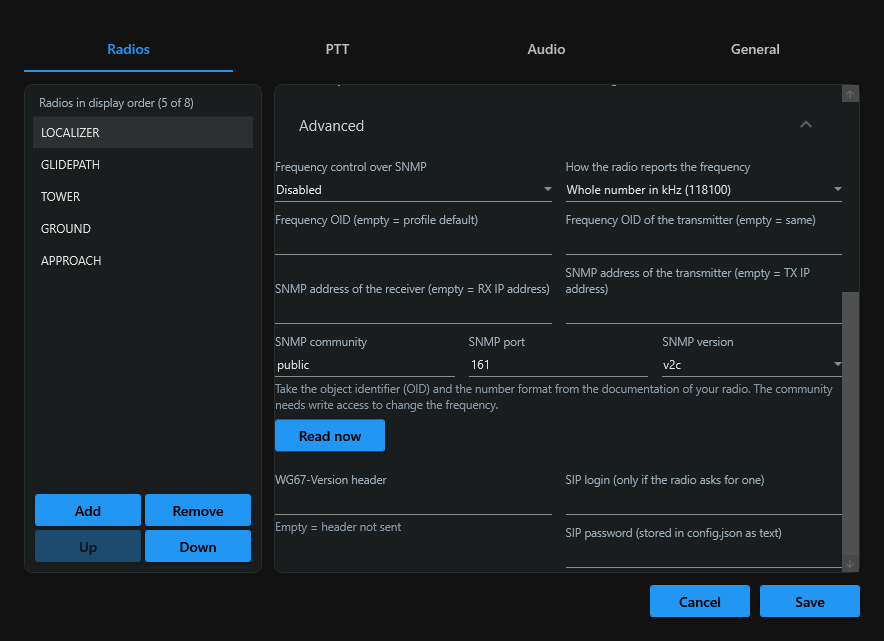 Radios
PTT
Audio
General
Radios in display order (5 of 8)
LOCALIZER
GLIDEPATH
TOWER
GROUND
APPROACH
Add
Remove
Up
Down
Advanced
Frequency control over SNMP
How the radio reports the frequency
Disabled
Whole number in kHz (118100)
Frequency OID (empty = profile default)
Frequency OID of the transmitter (empty = same)
SNMP address of the receiver (empty = RX IP address)
SNMP address of the transmitter (empty = TX IP
address)
SNMP community
SNMP port
SNMP version
public
161
v2c
Take the object identifier (OID) and the number format from the documentation of your radio. The community
needs write access to change the frequency.
Read now
WG67-Version header
SIP login (only if the radio asks for one)
Empty = header not sent
SIP password (stored in config.json as text)
Cancel
Save